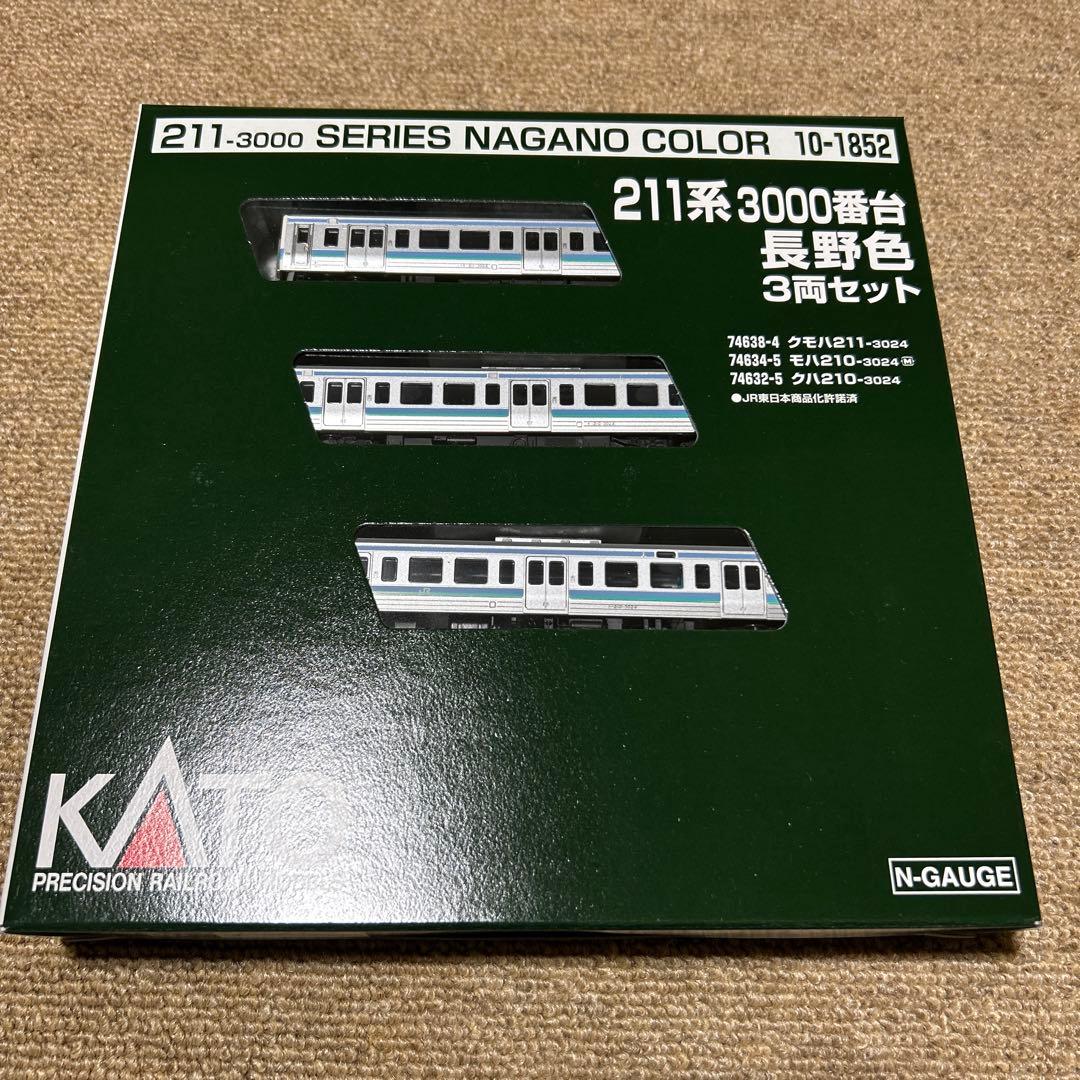 211-3000 SERIES NAGANO COLOR 10-1852
211系 3000番台
長野色
3両セット
74638-4 クモハ211-3024
74634-5 モハ210-3024 M
74632-5 クハ210-3024
●JR東日本商品化許諾済
JR
KATO
PRECISION
N-GAUGE